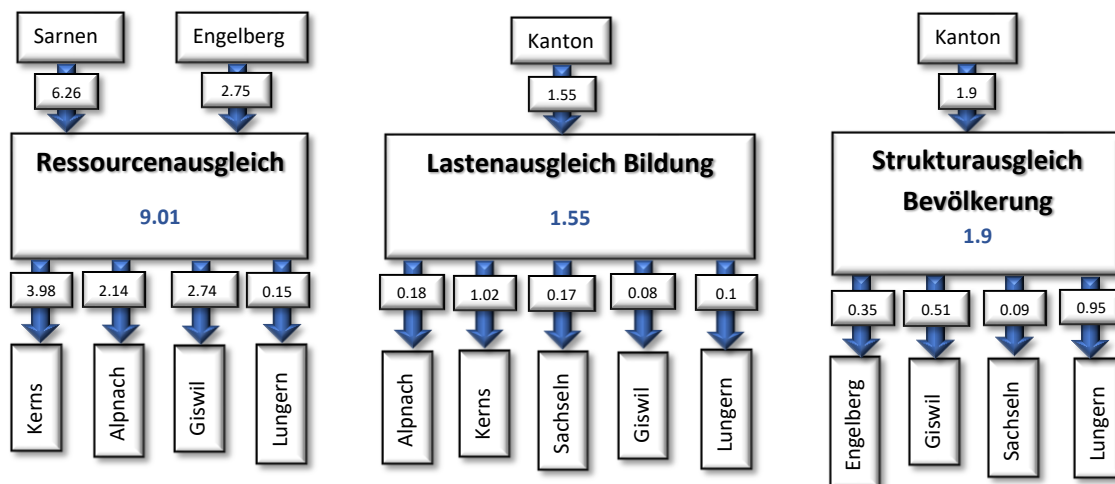 Sarnen
Engelberg
6.26
2.75
Ressourcenausgleich
9.01
3.98
2.14
2.74
0.15
Kerns
Alpnach
Giswil
Lungern
Kanton
1.55
Lastenausgleich Bildung
1.55
0.18
1.02
0.17
0.08
0.1
Alpnach
Kerns
Sachseln
Giswil
Lungern
Kanton
1.9
Strukturausgleich
Bevölkerung
1.9
0.35
0.51
0.09
0.95
Engelberg
Giswil
Sachseln
Lungern